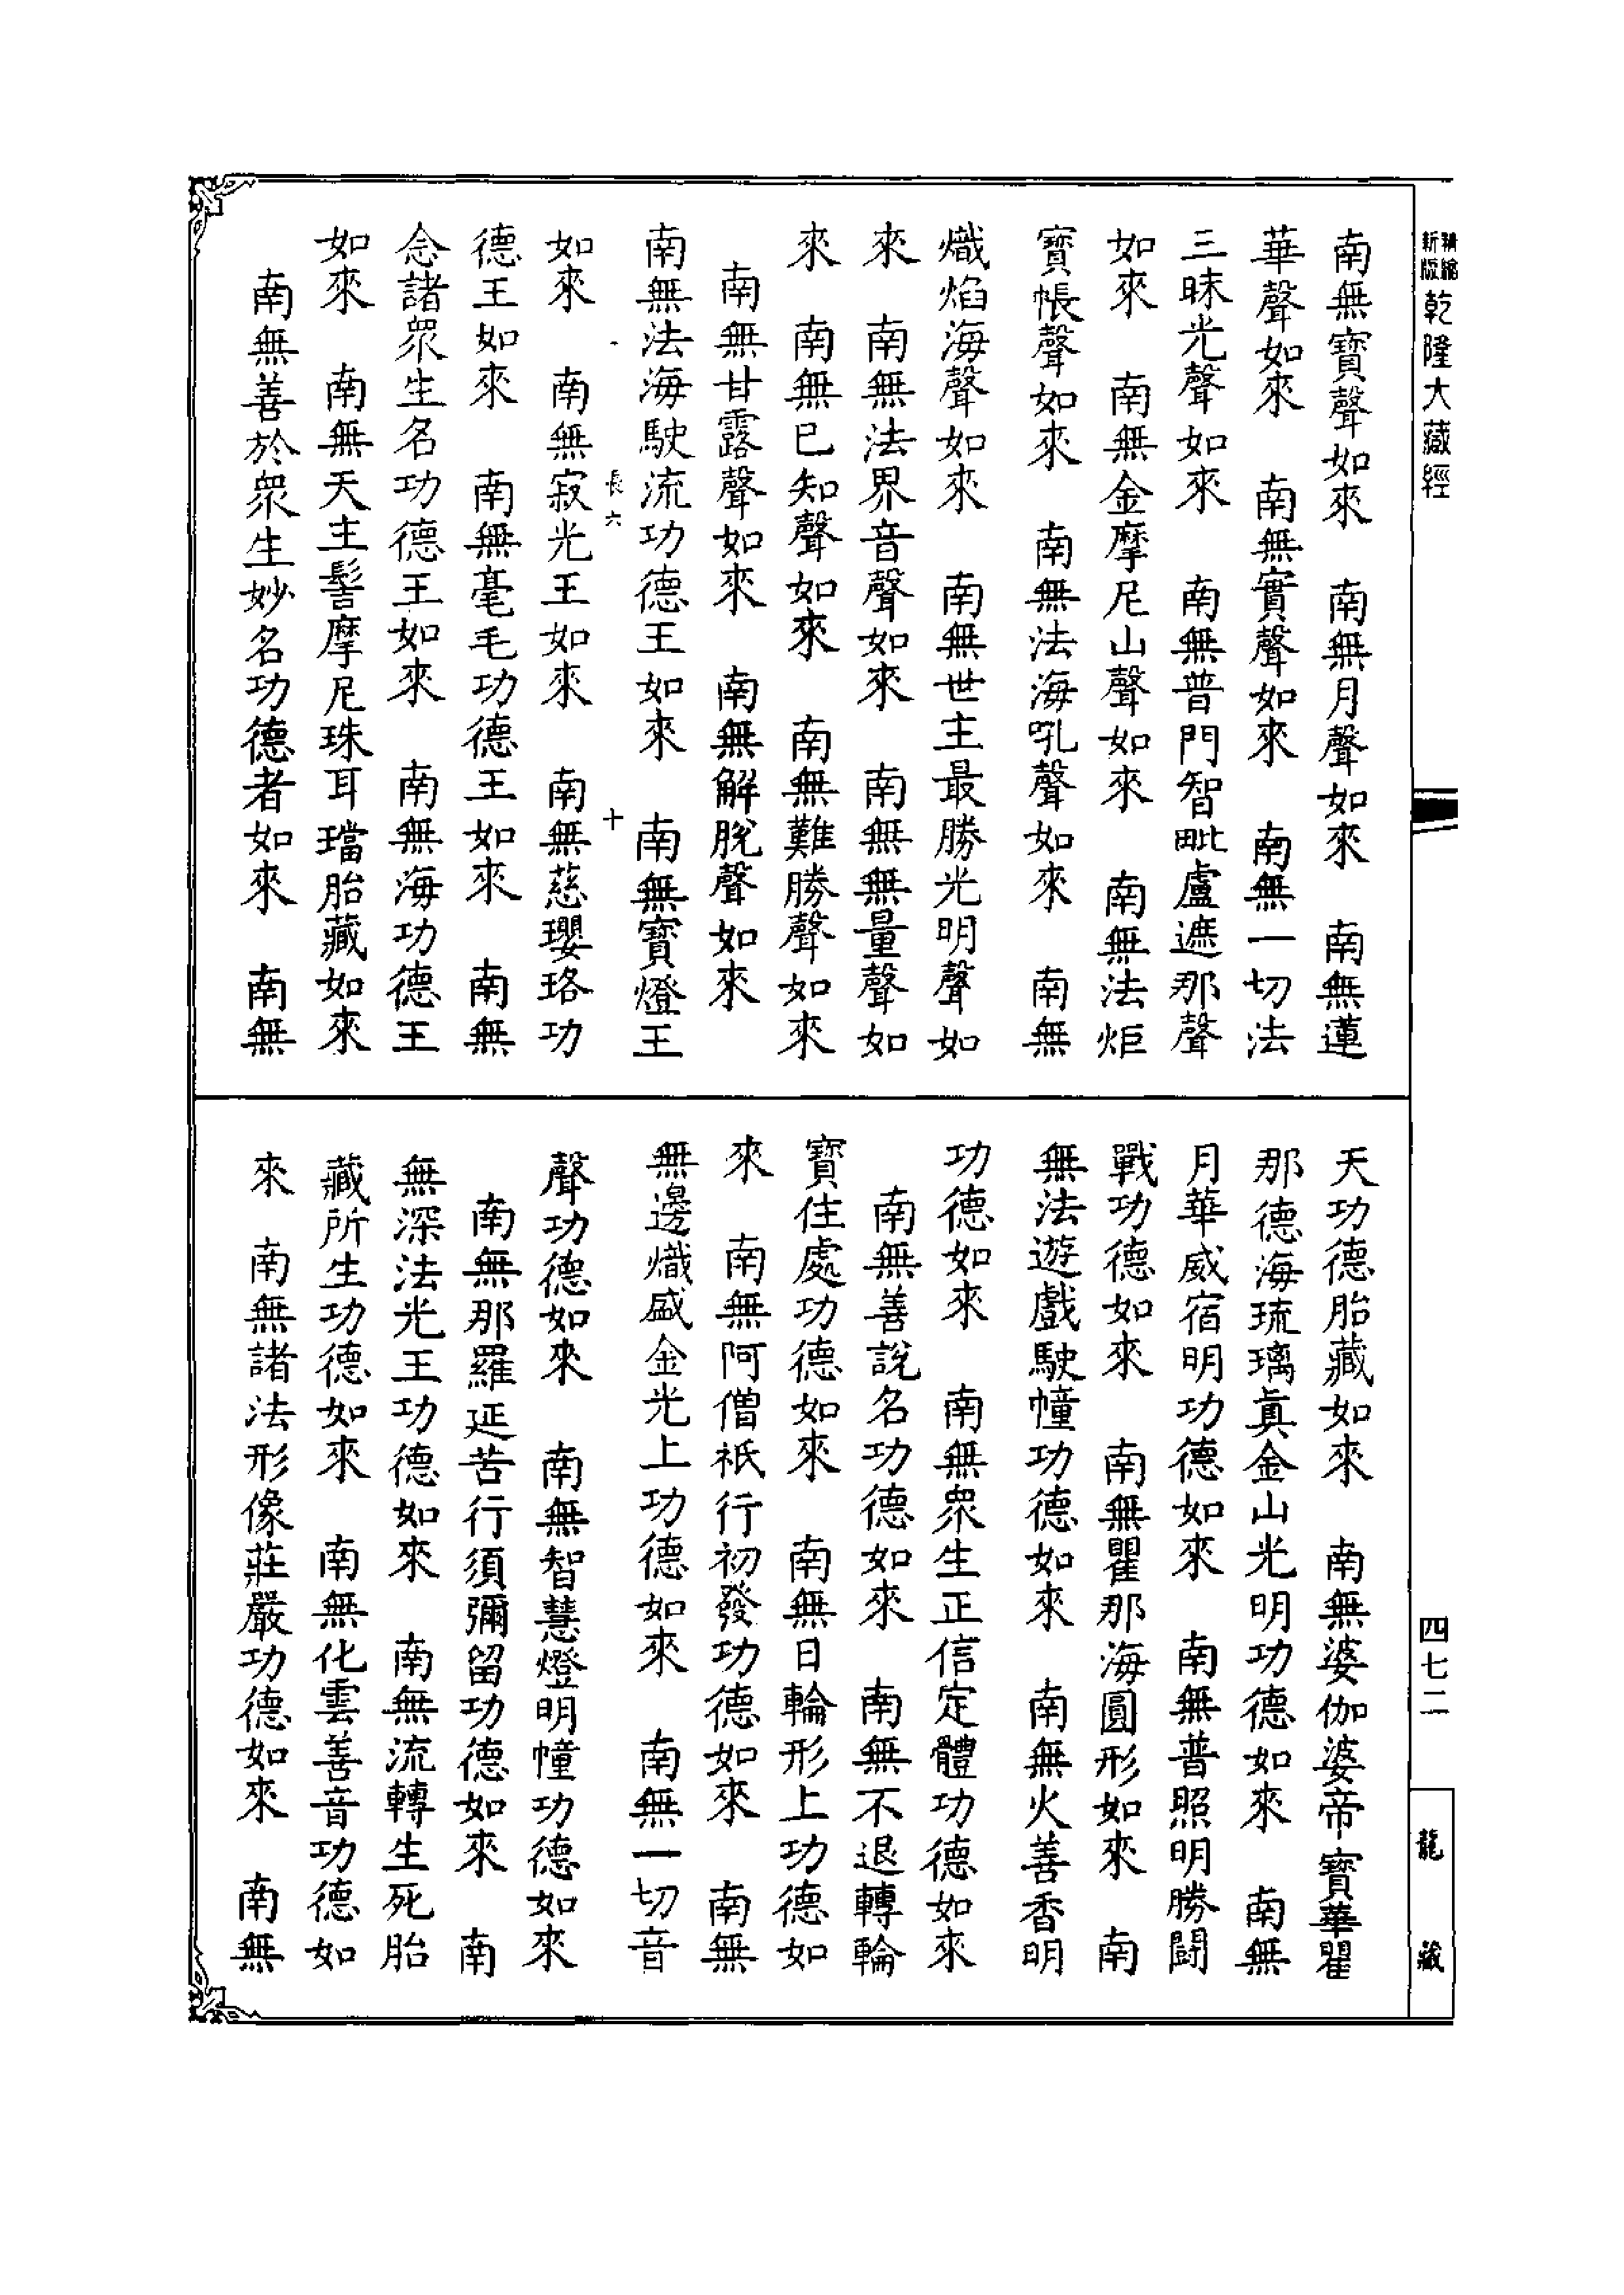 精縮新版乾隆大藏經
四七二
龍藏
南無寶聲如來　南無月聲如來　南無蓮
華聲如來　南無實聲如來　南無一切法
三昧光聲如來　南無普門智毗盧遮那聲
如來　南無金摩尼山聲如來　南無法炬
寶帳聲如來　南無法海吼聲如來　南無
熾焰海聲如來　南無世主最勝光明聲如
來　南無法界音聲如來　南無無量聲如
來　南無已知聲如來　南無難勝聲如來
南無甘露聲如來　南無解脫聲如來
南無法海駛流功德王如來　南無寶燈王
長六　十
如來　南無寂光王如來　南無慈瓔珞功
德王如來　南無毫毛功德王如來　南無
念諸眾生名功德王如來　南無海功德王
如來　南無天主髻摩尼珠耳璫胎藏如來
南無善於眾生妙名功德者如來　南無
天功德胎藏如來　南無婆伽婆帝寶華瞿
那德海琉璃真金山光明功德如來　南無
月華威宿明功德如來　南無普照明勝鬪
戰功德如來　南無瞿那海圓形如來　南
無法遊戲駛幢功德如來　南無火善香明
功德如來　南無眾生正信定體功德如來
南無善說名功德如來　南無不退轉輪
寶住處功德如來　南無日輪形上功德如
來　南無阿僧祇行初發功德如來　南無
無邊熾盛金光上功德如來　南無一切音
聲功德如來　南無智慧燈明幢功德如來
南無那羅延苦行須彌留功德如來　南
無深法光王功德如來　南無流轉生死胎
藏所生功德如來　南無化雲善音功德如
來　南無諸法形像莊嚴功德如來　南無